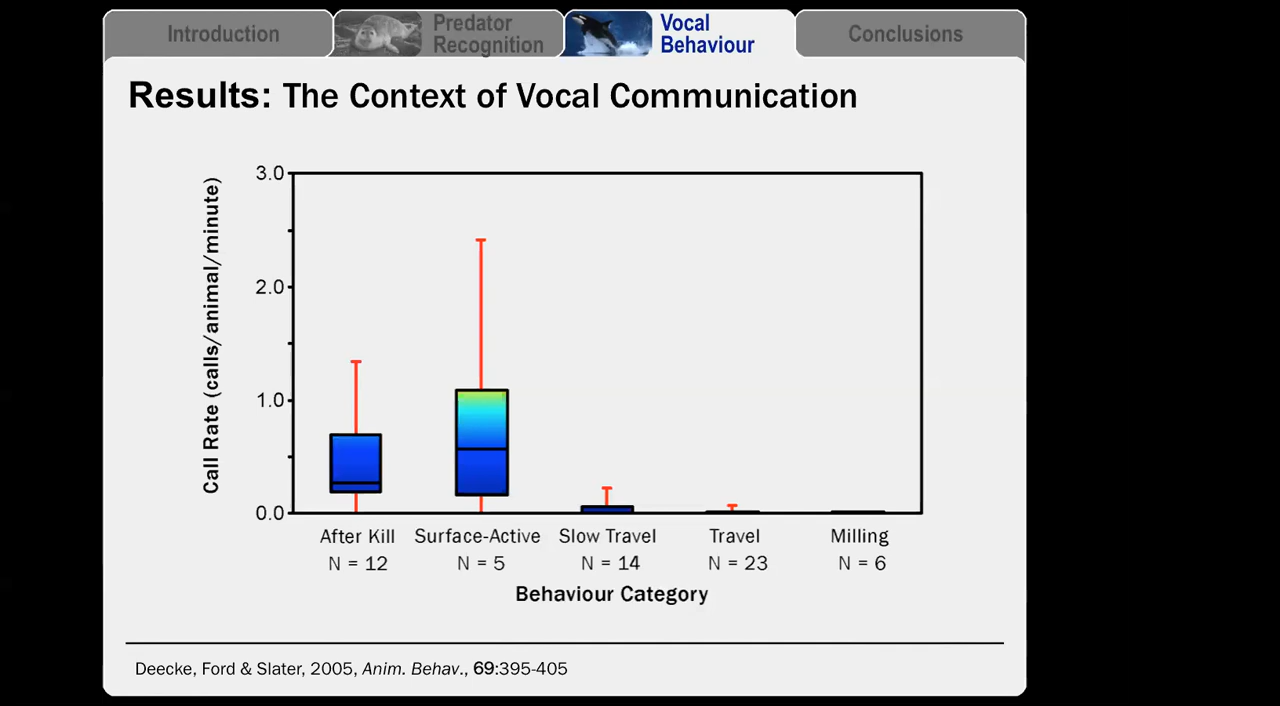 Introduction
Predator
Recognition
Vocal
Behaviour
Conclusions
Results: The Context of Vocal Communication
Call Rate (calls/animal/minute)
3.0
2.0
1.0
0.0
After Kill
N = 12
Surface-Active
N = 5
Slow Travel
N = 14
Travel
N = 23
Milling
N = 6
Behaviour Category
Deecke, Ford & Slater, 2005, Anim. Behav., 69:395-405